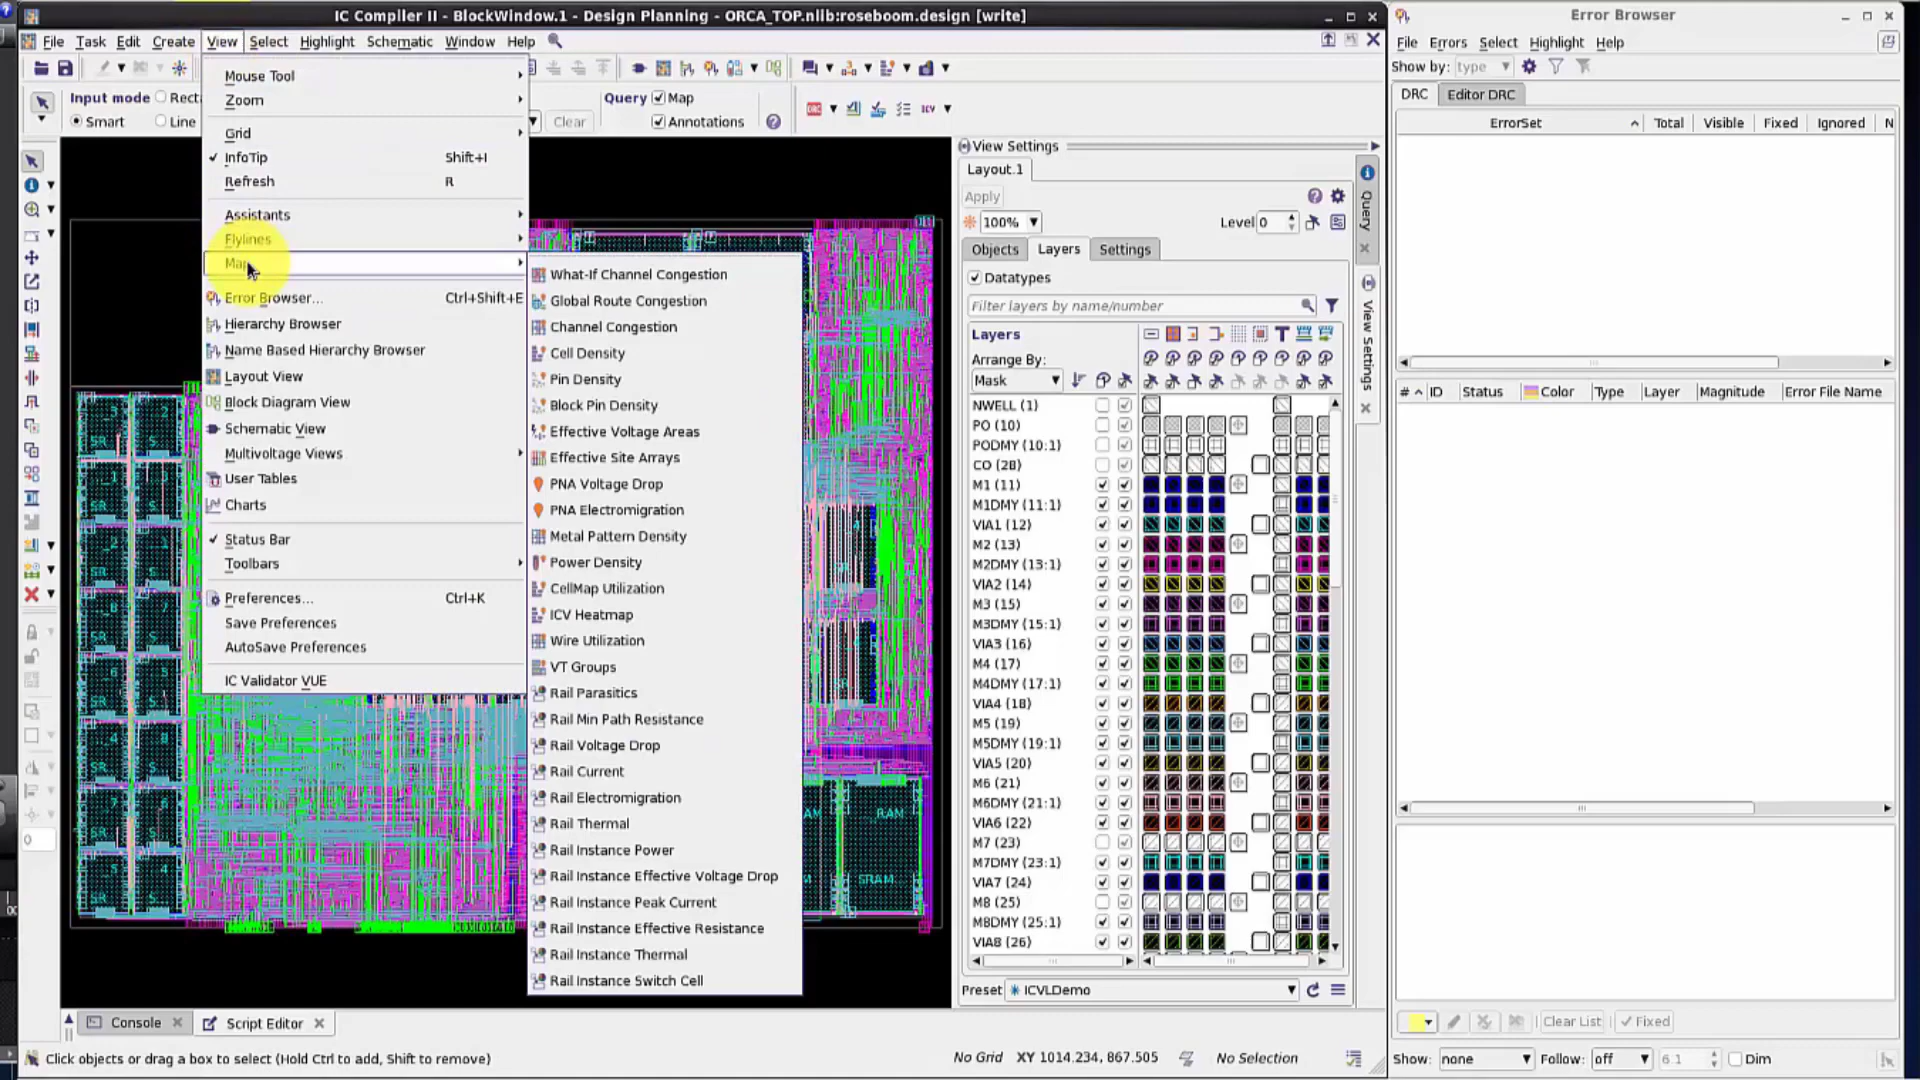 IC Compiler II - BlockWindow.1 - Design Planning - ORCA_TOP.nlib:roseboom.design [write]
File Task Edit Create View Select Highlight Schematic Window Help
Input mode Rect
Smart Line
Clear
Query Map
Annotations
Mouse Tool
Zoom
Grid
InfoTip Shift+I
Refresh R
Assistants
Flylines
Map
Error Browser... Ctrl+Shift+E
Hierarchy Browser
Name Based Hierarchy Browser
Layout View
Block Diagram View
Schematic View
Multivoltage Views
User Tables
Charts
Status Bar
Toolbars
Preferences... Ctrl+K
Save Preferences
AutoSave Preferences
IC Validator VUE
What-If Channel Congestion
Global Route Congestion
Channel Congestion
Cell Density
Pin Density
Block Pin Density
Effective Voltage Areas
Effective Site Arrays
PNA Voltage Drop
PNA Electromigration
Metal Pattern Density
Power Density
CellMap Utilization
ICV Heatmap
Wire Utilization
VT Groups
Rail Parasitics
Rail Min Path Resistance
Rail Voltage Drop
Rail Current
Rail Electromigration
Rail Thermal
Rail Instance Power
Rail Instance Effective Voltage Drop
Rail Instance Peak Current
Rail Instance Effective Resistance
Rail Instance Thermal
Rail Instance Switch Cell
RAM
SRAM
View Settings
Layout.1
Apply
100% Level 0
Objects Layers Settings
Datatypes
Filter layers by name/number
Layers
Arrange By:
Mask
NWELL (1)
PO (10)
PODMY (10:1)
CO (28)
M1 (11)
M1DMY (11:1)
VIA1 (12)
M2 (13)
M2DMY (13:1)
VIA2 (14)
M3 (15)
M3DMY (15:1)
VIA3 (16)
M4 (17)
M4DMY (17:1)
VIA4 (18)
M5 (19)
M5DMY (19:1)
VIA5 (20)
M6 (21)
M6DMY (21:1)
VIA6 (22)
M7 (23)
M7DMY (23:1)
VIA7 (24)
M8 (25)
M8DMY (25:1)
VIA8 (26)
Preset ICVLDemo
Query
View Settings
Console Script Editor
Click objects or drag a box to select (Hold Ctrl to add, Shift to remove)
No Grid XY 1014.234, 867.505 No Selection
Error Browser
File Errors Select Highlight Help
Show by: type
DRC Editor DRC
ErrorSet Total Visible Fixed Ignored N
# ID Status Color Type Layer Magnitude Error File Name
Clear List Fixed
Show: none Follow: off 6.1 Dim